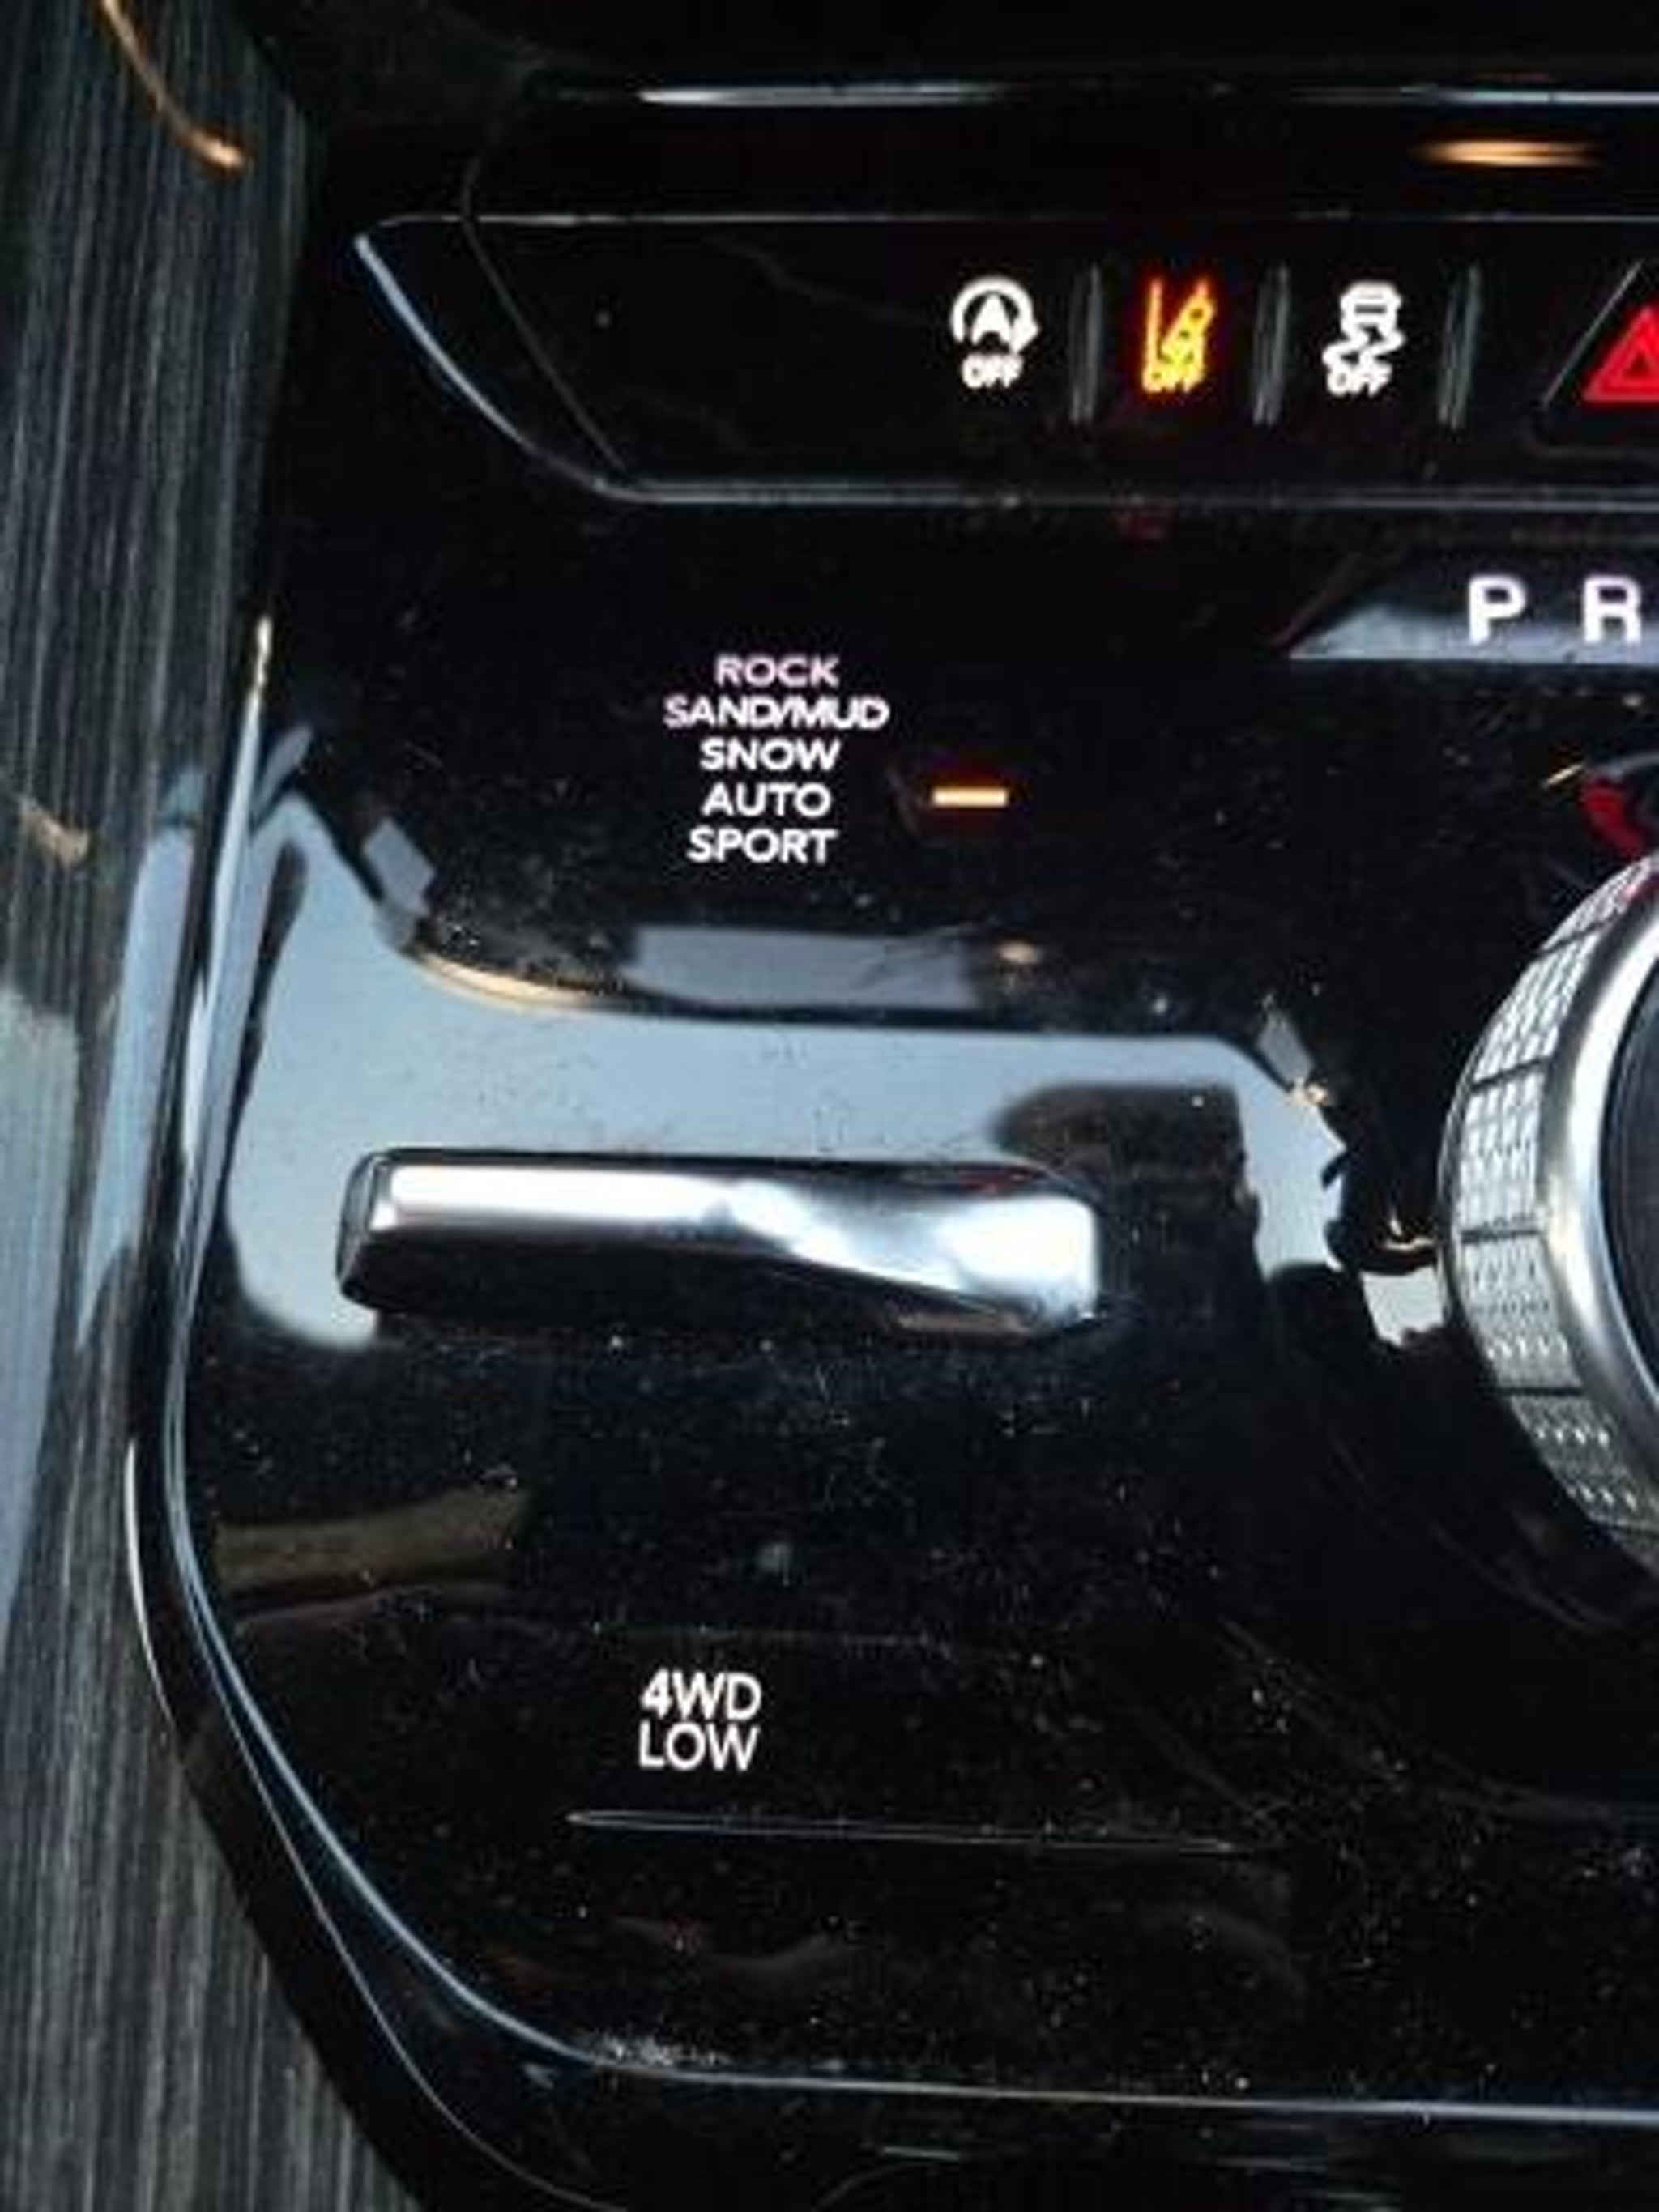 A
OFF
OFF
OFF
P R
ROCK
SAND/MUD
SNOW
AUTO
SPORT
4WD
LOW